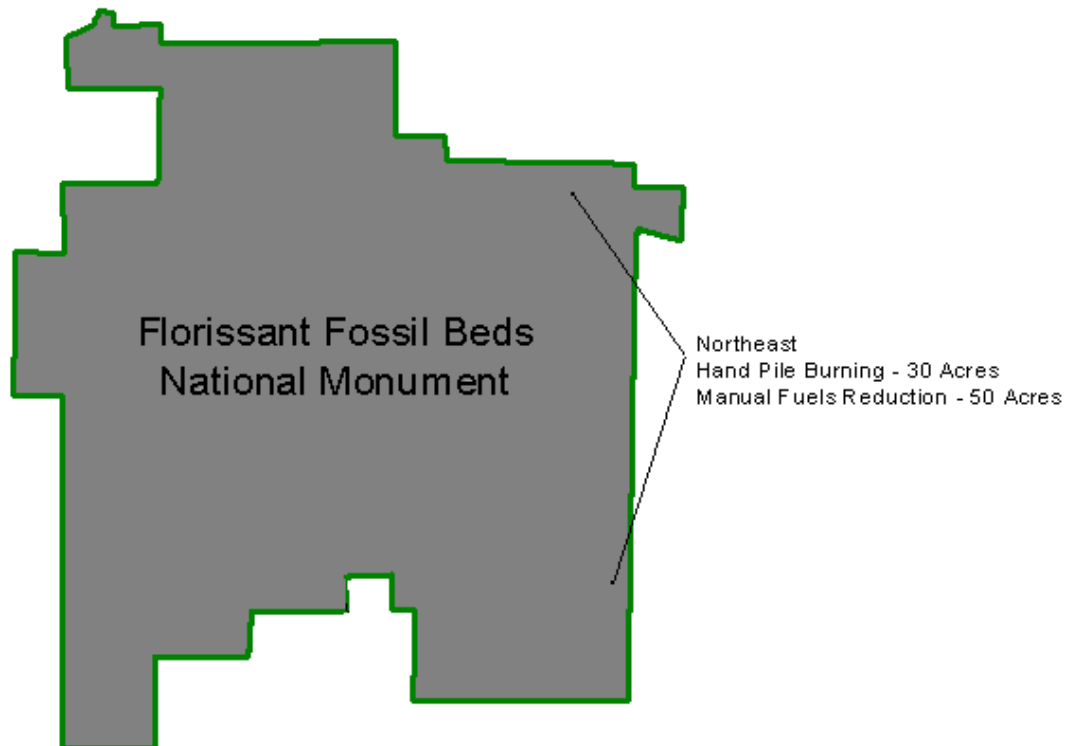 Florissant Fossil Beds
National Monument
Northeast
Hand Pile Burning - 30 Acres
Manual Fuels Reduction - 50 Acres